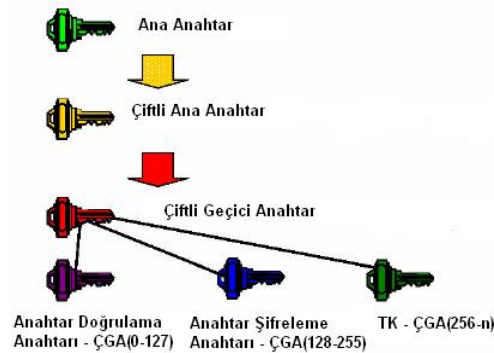 Ana Anahtar
Çiftli Ana Anahtar
Çiftli Geçici Anahtar
Anahtar Doğrulama
Anahtarı - ÇGA(0-127)
Anahtar Şifreleme
Anahtarı - ÇGA(128-255)
TK - ÇGA(256-n)